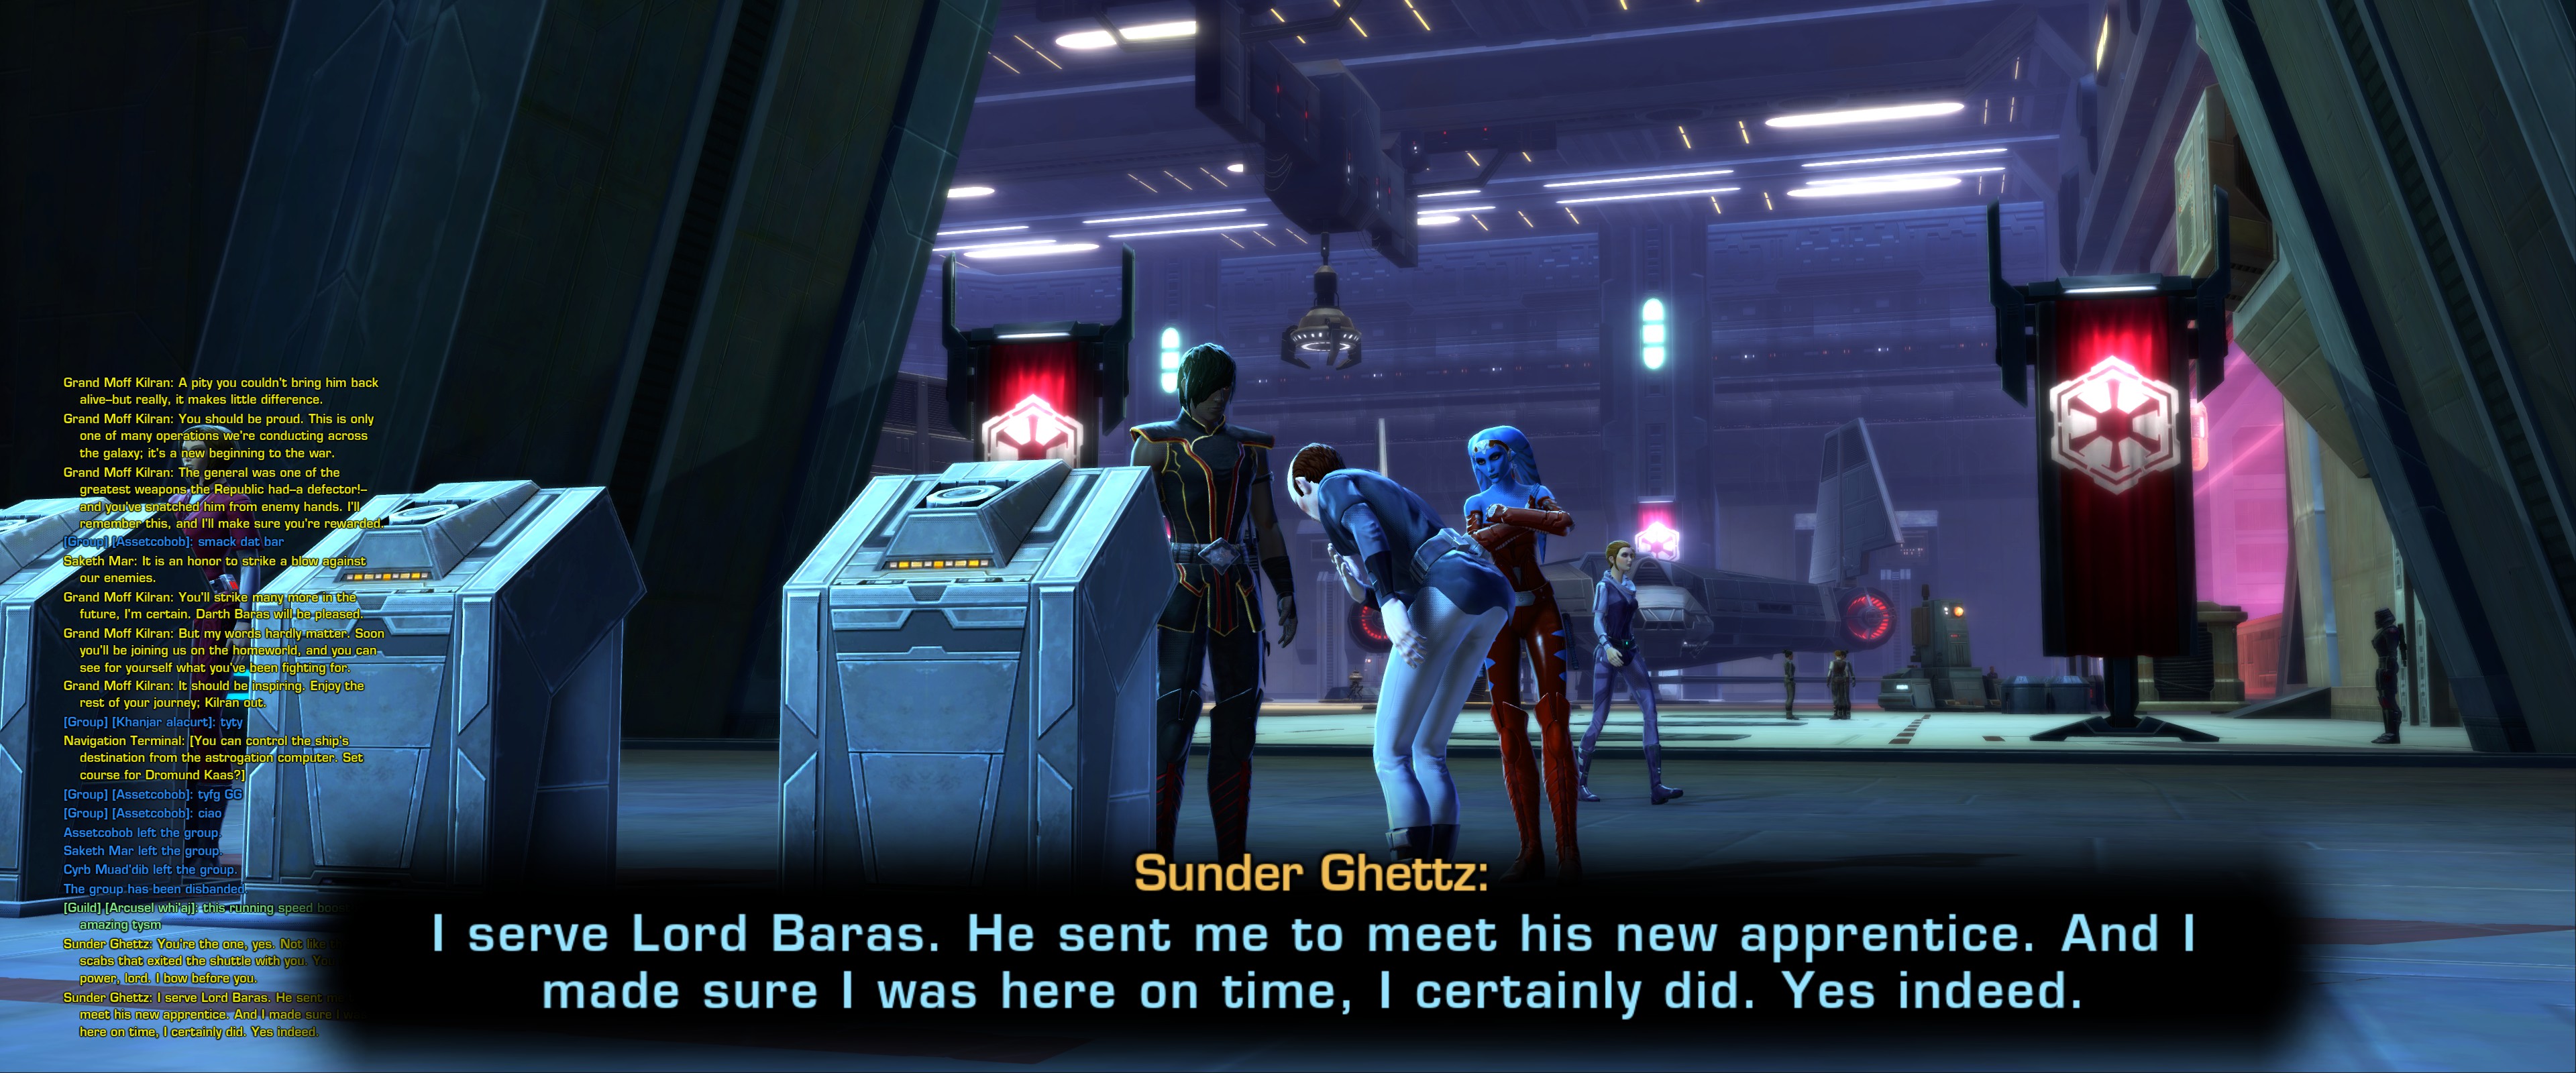 Grand Moff Kilran: A pity you couldn't bring him back
alive–but really, it makes little difference.
Grand Moff Kilran: You should be proud. This is only
one of many operations we're conducting across
the galaxy; it's a new beginning to the war.
Grand Moff Kilran: The general was one of the
greatest weapons the Republic had–a defector!–
and you've snatched him from enemy hands. I'll
remember this, and I'll make sure you're rewarded.
[Group] [Assetcobob]: smack dat bar
Saketh Mar: It is an honor to strike a blow against
our enemies.
Grand Moff Kilran: You'll strike many more in the
future, I'm certain. Darth Baras will be pleased.
Grand Moff Kilran: But my words hardly matter. Soon
you'll be joining us on the homeworld, and you can
see for yourself what you've been fighting for.
Grand Moff Kilran: It should be inspiring. Enjoy the
rest of your journey; Kilran out.
[Group] [Khanjar alacurt]: tyty
Navigation Terminal: [You can control the ship's
destination from the astrogation computer. Set
course for Dromund Kaas?]
[Group] [Assetcobob]: tyfg GG
[Group] [Assetcobob]: ciao
Assetcobob left the group.
Saketh Mar left the group.
Cyrb Muad'dib left the group.
The group has been disbanded
[Guild] [Arcusel whi'aj]: this running speed
amazing tysm
Sunder Ghettz: You're the one, yes. Not like
scabs that exited the shuttle with you.
power, lord. I bow before you.
Sunder Ghettz: I serve Lord Baras. He sent me
meet his new apprentice. And I made sure I
here on time, I certainly did. Yes indeed.
Sunder Ghettz:
I serve Lord Baras. He sent me to meet his new apprentice. And I
made sure I was here on time, I certainly did. Yes indeed.